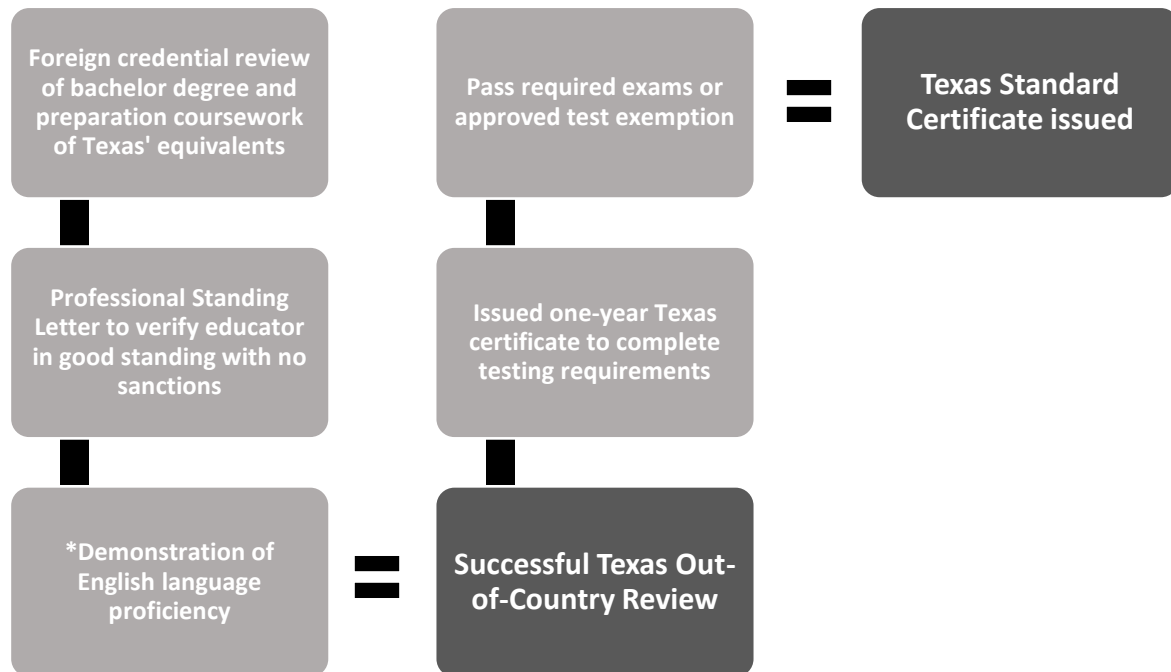 Foreign credential review
of bachelor degree and
preparation coursework
of Texas' equivalents
Professional Standing
Letter to verify educator
in good standing with no
sanctions
*Demonstration of
English language
proficiency
=
Successful Texas Out-
of-Country Review
Issued one-year Texas
certificate to complete
testing requirements
Pass required exams or
approved test exemption
=
Texas Standard
Certificate issued